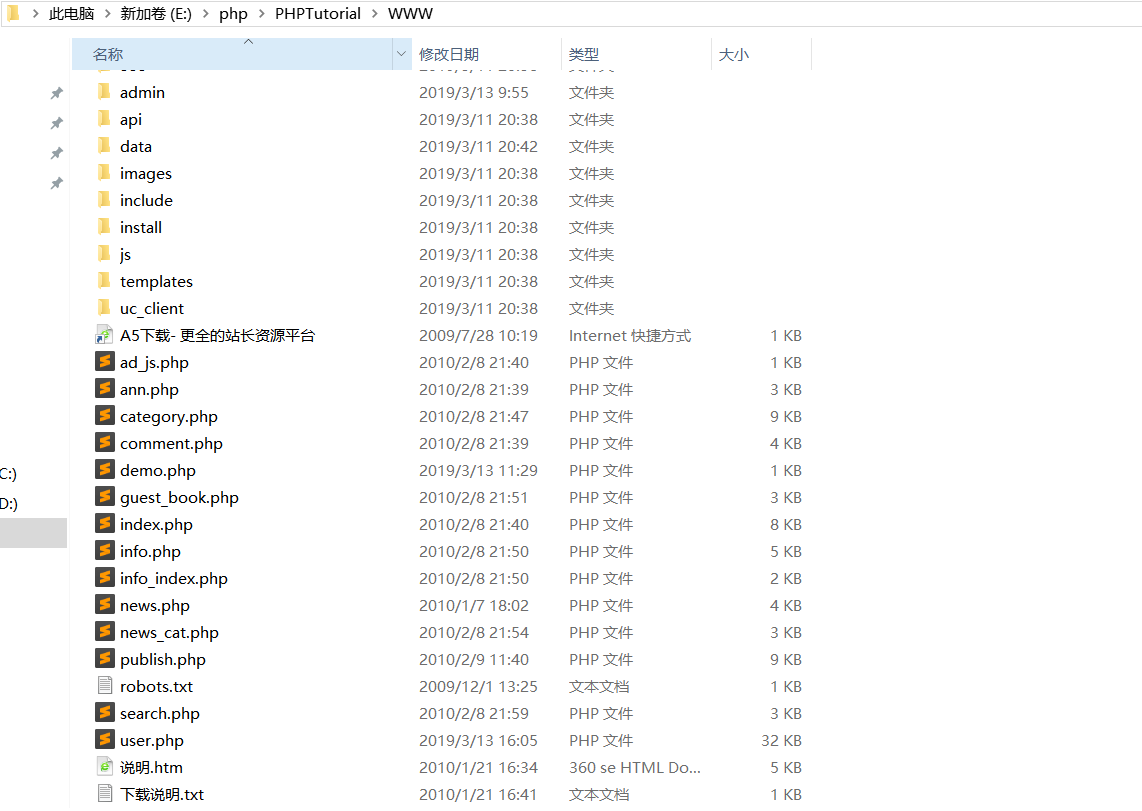 此电脑 > 新加卷 (E:) > php > PHPTutorial > WWW
名称 修改日期 类型 大小
admin 2019/3/13 9:55 文件夹
api 2019/3/11 20:38 文件夹
data 2019/3/11 20:42 文件夹
images 2019/3/11 20:38 文件夹
include 2019/3/11 20:38 文件夹
install 2019/3/11 20:38 文件夹
js 2019/3/11 20:38 文件夹
templates 2019/3/11 20:38 文件夹
uc_client 2019/3/11 20:38 文件夹
A5下载- 更全的站长资源平台 2009/7/28 10:19 Internet 快捷方式 1 KB
ad_js.php 2010/2/8 21:40 PHP 文件 1 KB
ann.php 2010/2/8 21:39 PHP 文件 3 KB
category.php 2010/2/8 21:47 PHP 文件 9 KB
comment.php 2010/2/8 21:39 PHP 文件 4 KB
C:)
demo.php 2019/3/13 11:29 PHP 文件 1 KB
guest_book.php 2010/2/8 21:51 PHP 文件 3 KB
D:)
index.php 2010/2/8 21:40 PHP 文件 8 KB
info.php 2010/2/8 21:50 PHP 文件 5 KB
info_index.php 2010/2/8 21:50 PHP 文件 2 KB
news.php 2010/1/7 18:02 PHP 文件 4 KB
news_cat.php 2010/2/8 21:54 PHP 文件 3 KB
publish.php 2010/2/9 11:40 PHP 文件 9 KB
robots.txt 2009/12/1 13:25 文本文档 1 KB
search.php 2010/2/8 21:59 PHP 文件 3 KB
user.php 2019/3/13 16:05 PHP 文件 32 KB
说明.htm 2010/1/21 16:34 360 se HTML Do... 5 KB
下载说明.txt 2010/1/21 16:41 文本文档 1 KB